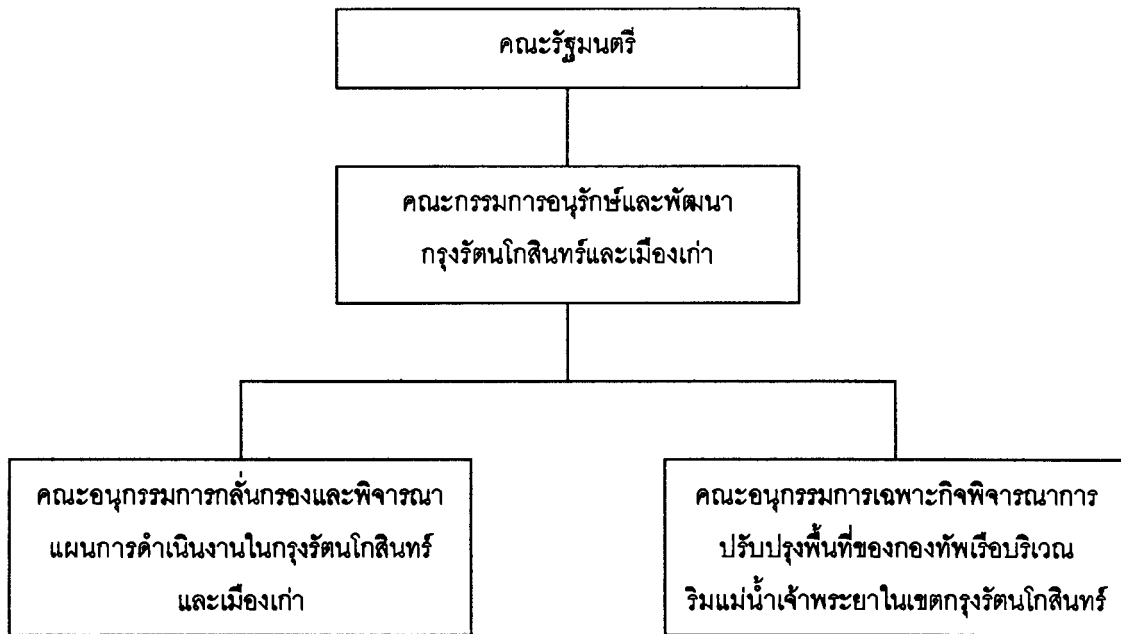 คณะรัฐมนตรี
คณะกรรมการอนุรักษ์และพัฒนา
กรุงรัตนโกสินทร์และเมืองเก่า
คณะอนุกรรมการกลั่นกรองและพิจารณา
แผนการดำเนินงานในกรุงรัตนโกสินทร์
และเมืองเก่า
คณะอนุกรรมการเฉพาะกิจพิจารณาการ
ปรับปรุงพื้นที่ของกองทัพเรือบริเวณ
ริมแม่น้ำเจ้าพระยาในเขตกรุงรัตนโกสินทร์